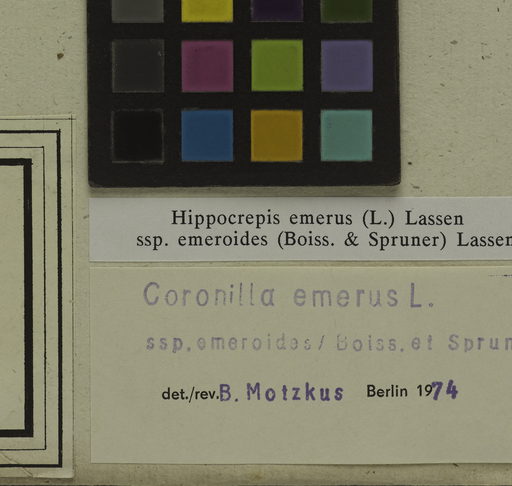 Hippocrepis emerus (L.) Lassen
ssp. emeroides (Boiss. & Spruner) Lassen
Coronilla emerus L.
ssp. emeroides / Boiss. et Sprun
det./rev. B. Motzkus Berlin 1974